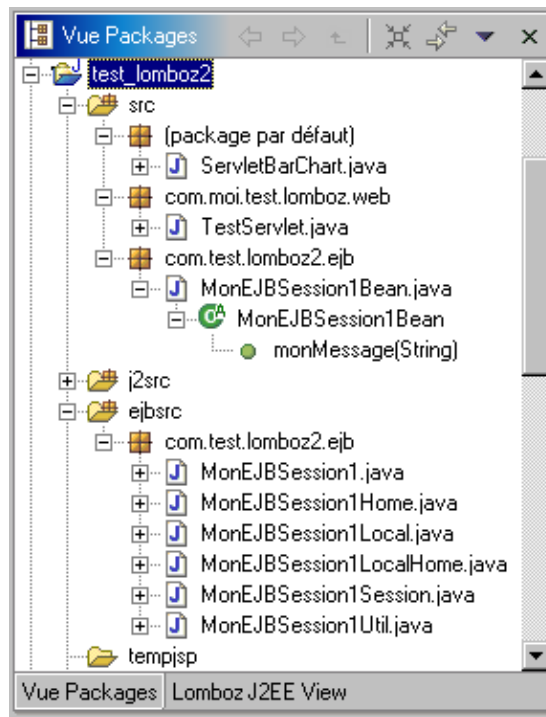 Vue Packages
test_lomboz2
src
(package par défaut)
ServletBarChart.java
com.moi.test.lomboz.web
TestServlet.java
com.test.lomboz2.ejb
MonEJBSession1Bean.java
MonEJBSession1Bean
monMessage(String)
j2src
ejbsrc
com.test.lomboz2.ejb
MonEJBSession1.java
MonEJBSession1Home.java
MonEJBSession1Local.java
MonEJBSession1LocalHome.java
MonEJBSession1Session.java
MonEJBSession1Util.java
tempjsp
Vue Packages Lomboz J2EE View